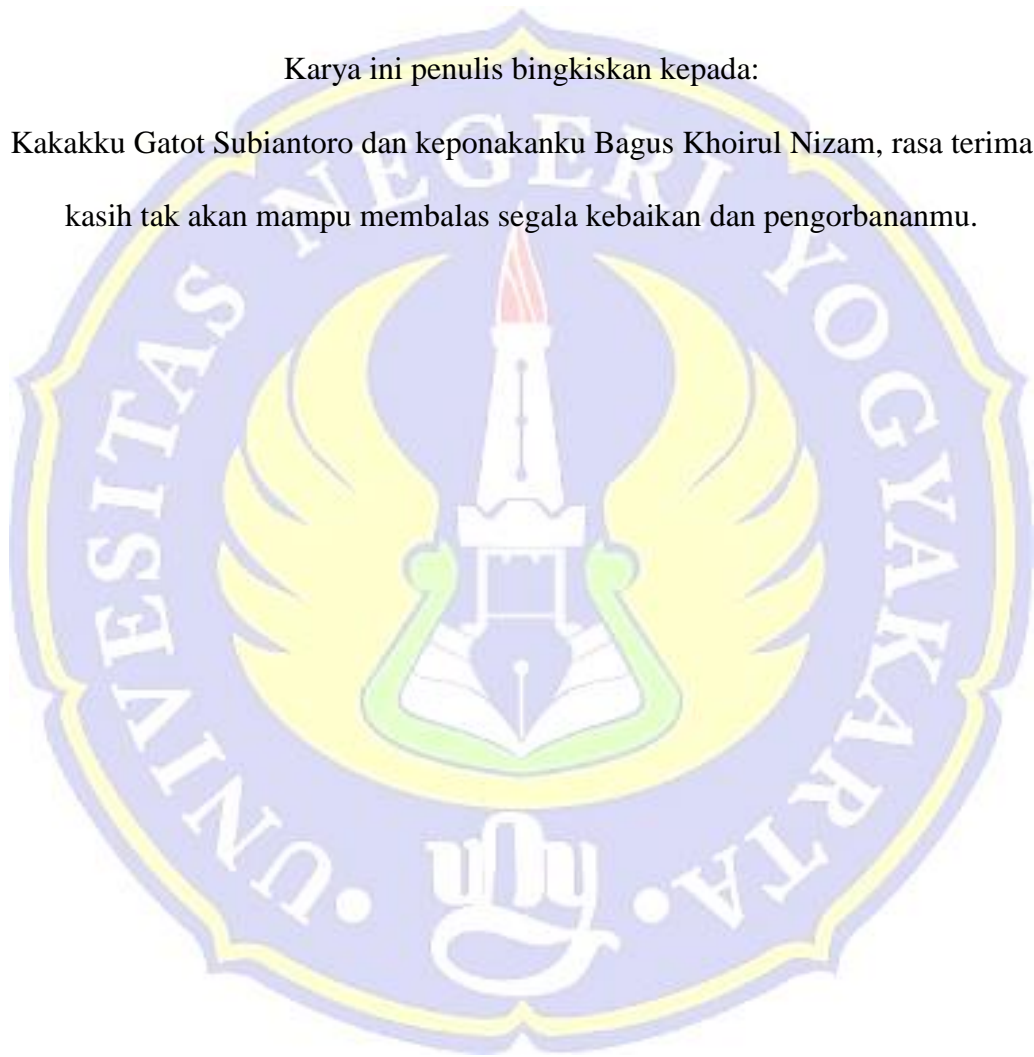 Karya ini penulis bingkiskan kepada:
Kakakku Gatot Subiantoro dan keponakanku Bagus Khoirul Nizam, rasa terima
kasih tak akan mampu membalas segala kebaikan dan pengorbananmu.
UNIVESITAS NEGERI YOGYAKARTA
uny